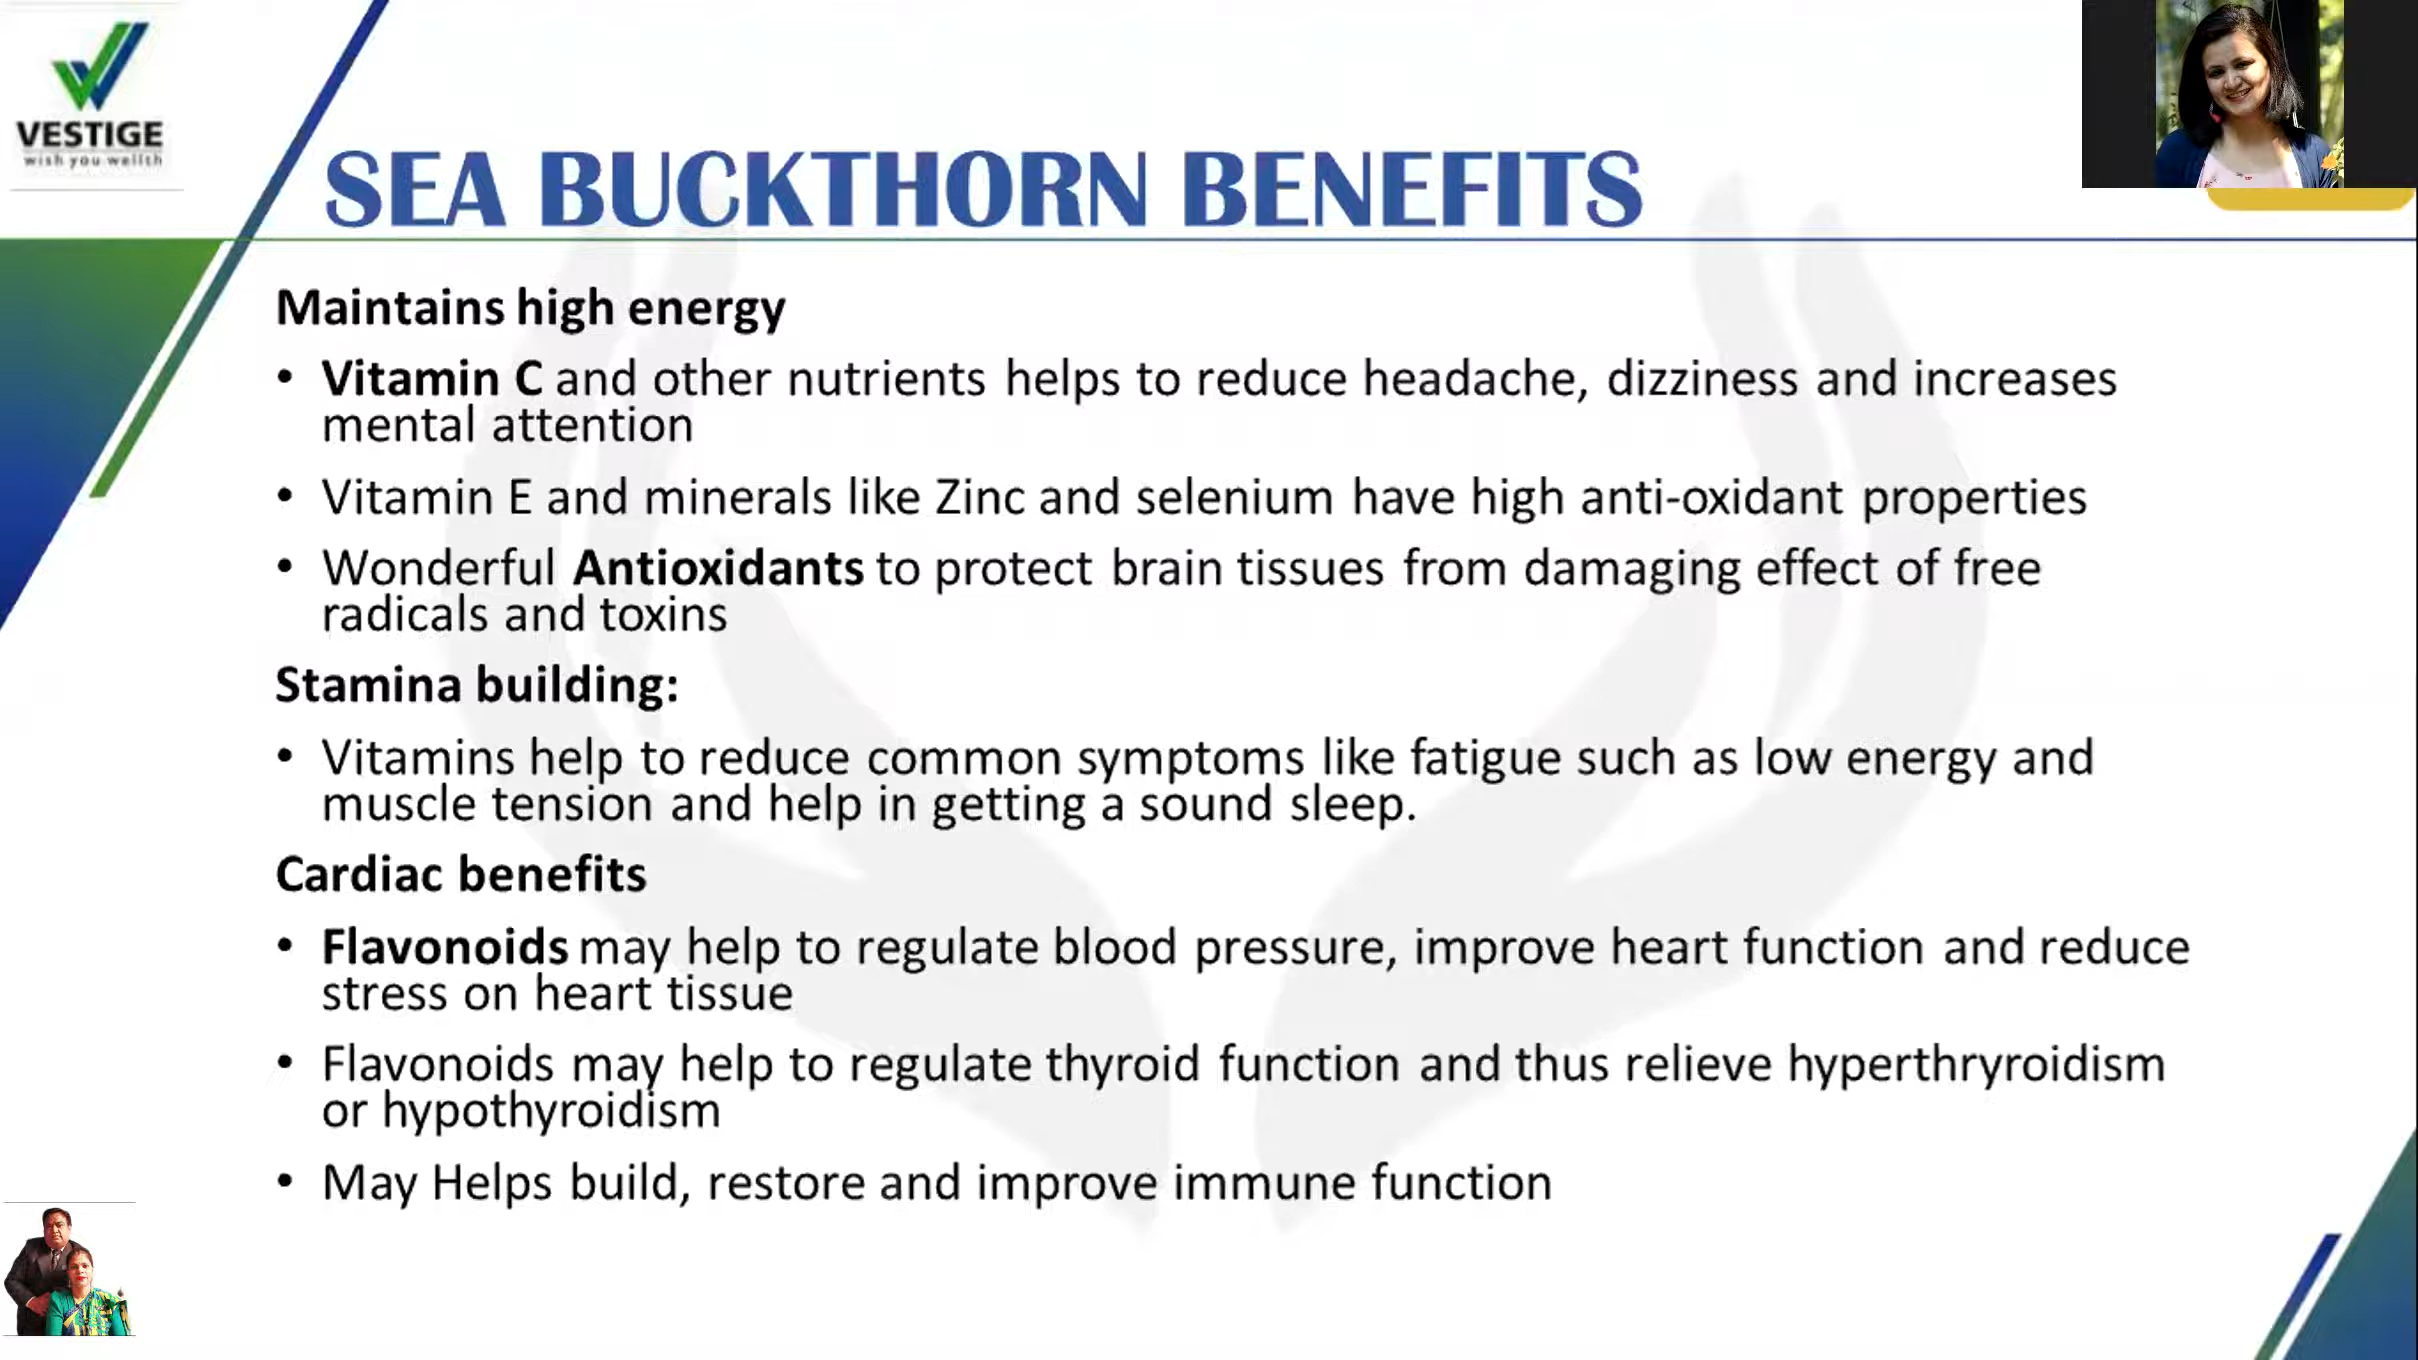 VESTIGE
wish you wellth
SEA BUCKTHORN BENEFITS
Maintains high energy
• Vitamin C and other nutrients helps to reduce headache, dizziness and increases
mental attention
• Vitamin E and minerals like Zinc and selenium have high anti-oxidant properties
• Wonderful Antioxidants to protect brain tissues from damaging effect of free
radicals and toxins
Stamina building:
• Vitamins help to reduce common symptoms like fatigue such as low energy and
muscle tension and help in getting a sound sleep.
Cardiac benefits
• Flavonoids may help to regulate blood pressure, improve heart function and reduce
stress on heart tissue
• Flavonoids may help to regulate thyroid function and thus relieve hyperthryroidism
or hypothyroidism
• May Helps build, restore and improve immune function